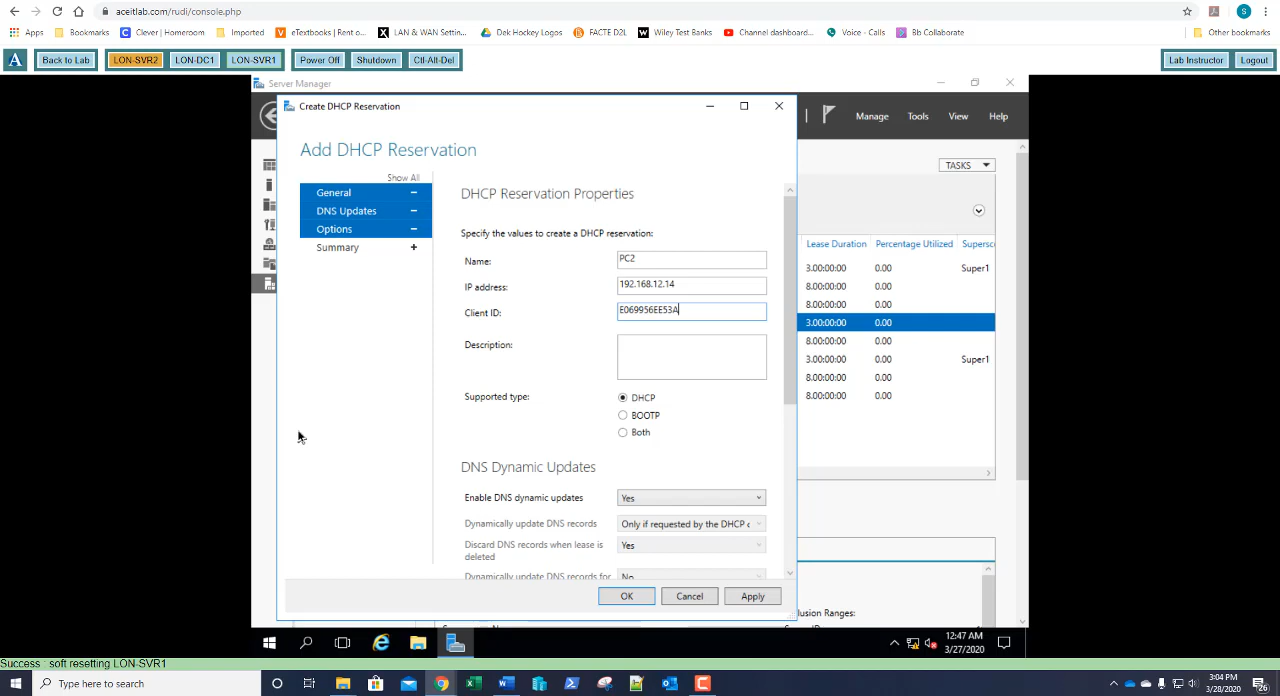 aceitlab.com/rudi/console.php
S
Apps
Bookmarks
Clever | Homeroom
Imported
eTextbooks | Rent o...
LAN & WAN Settin...
Dek Hockey Logos
FACTE D2L
Wiley Test Banks
Channel dashboard...
Voice - Calls
Bb Collaborate
Other bookmarks
A
Back to Lab
LON-SVR2
LON-DC1
LON-SVR1
Power Off
Shutdown
Ctl-Alt-Del
Lab Instructor
Logout
Server Manager
Create DHCP Reservation
Manage
Tools
View
Help
Add DHCP Reservation
TASKS
Show All
General
DNS Updates
Options
Summary
DHCP Reservation Properties
Specify the values to create a DHCP reservation:
Name: PC2
IP address: 192.168.12.14
Client ID: E069956EE53A
Description:
Supported type: DHCP
BOOTP
Both
DNS Dynamic Updates
Enable DNS dynamic updates Yes
Dynamically update DNS records Only if requested by the DHCP c
Discard DNS records when lease is deleted Yes
Dynamically update DNS records for No
OK
Cancel
Apply
Lease Duration Percentage Utilized Supersc
3.00:00:00 0.00 Super1
8.00:00:00 0.00
8.00:00:00 0.00
3.00:00:00 0.00
8.00:00:00 0.00
3.00:00:00 0.00 Super1
8.00:00:00 0.00
8.00:00:00 0.00
lusion Ranges:
12:47 AM
3/27/2020
Success : soft resetting LON-SVR1
Type here to search
3:04 PM
3/28/2020
26